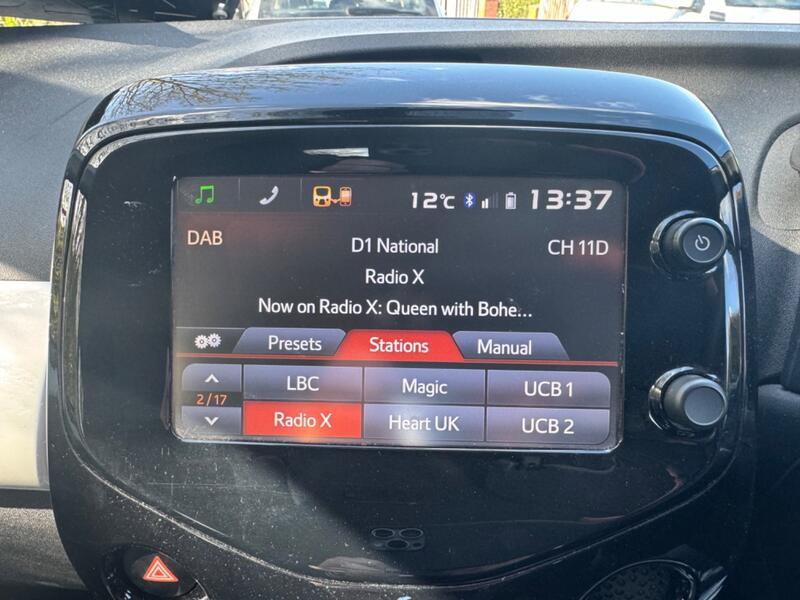 12°C 13:37
DAB D1 National CH 11D
Radio X
Now on Radio X: Queen with Bohe...
Presets Stations Manual
LBC Magic UCB 1
2/17
Radio X Heart UK UCB 2